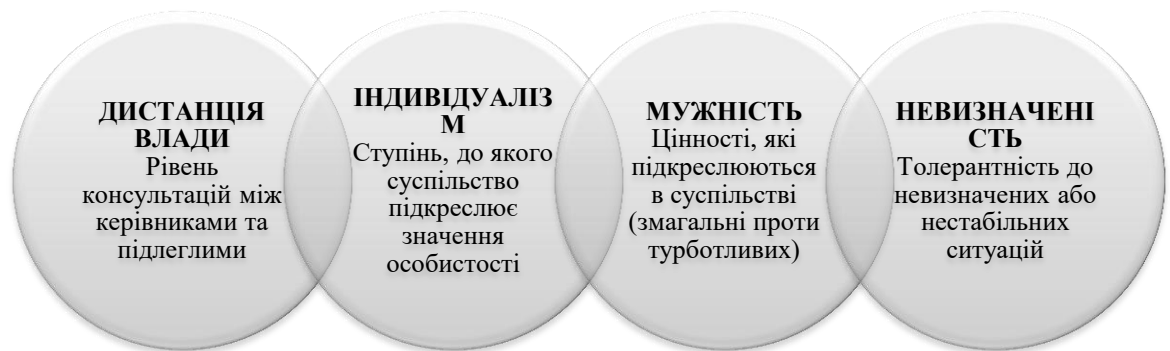 ДИСТАНЦІЯ
ВЛАДИ
Рівень
консультацій між
керівниками та
підлеглими
ІНДИВІДУАЛІЗ
М
Ступінь, до якого
суспільство
підкреслює
значення
особистості
МУЖНІСТЬ
Цінності, які
підкреслюються
в суспільстві
(змагальні проти
турботливих)
НЕВИЗНАЧЕНІ
СТЬ
Толерантність до
невизначених або
нестабільних
ситуацій